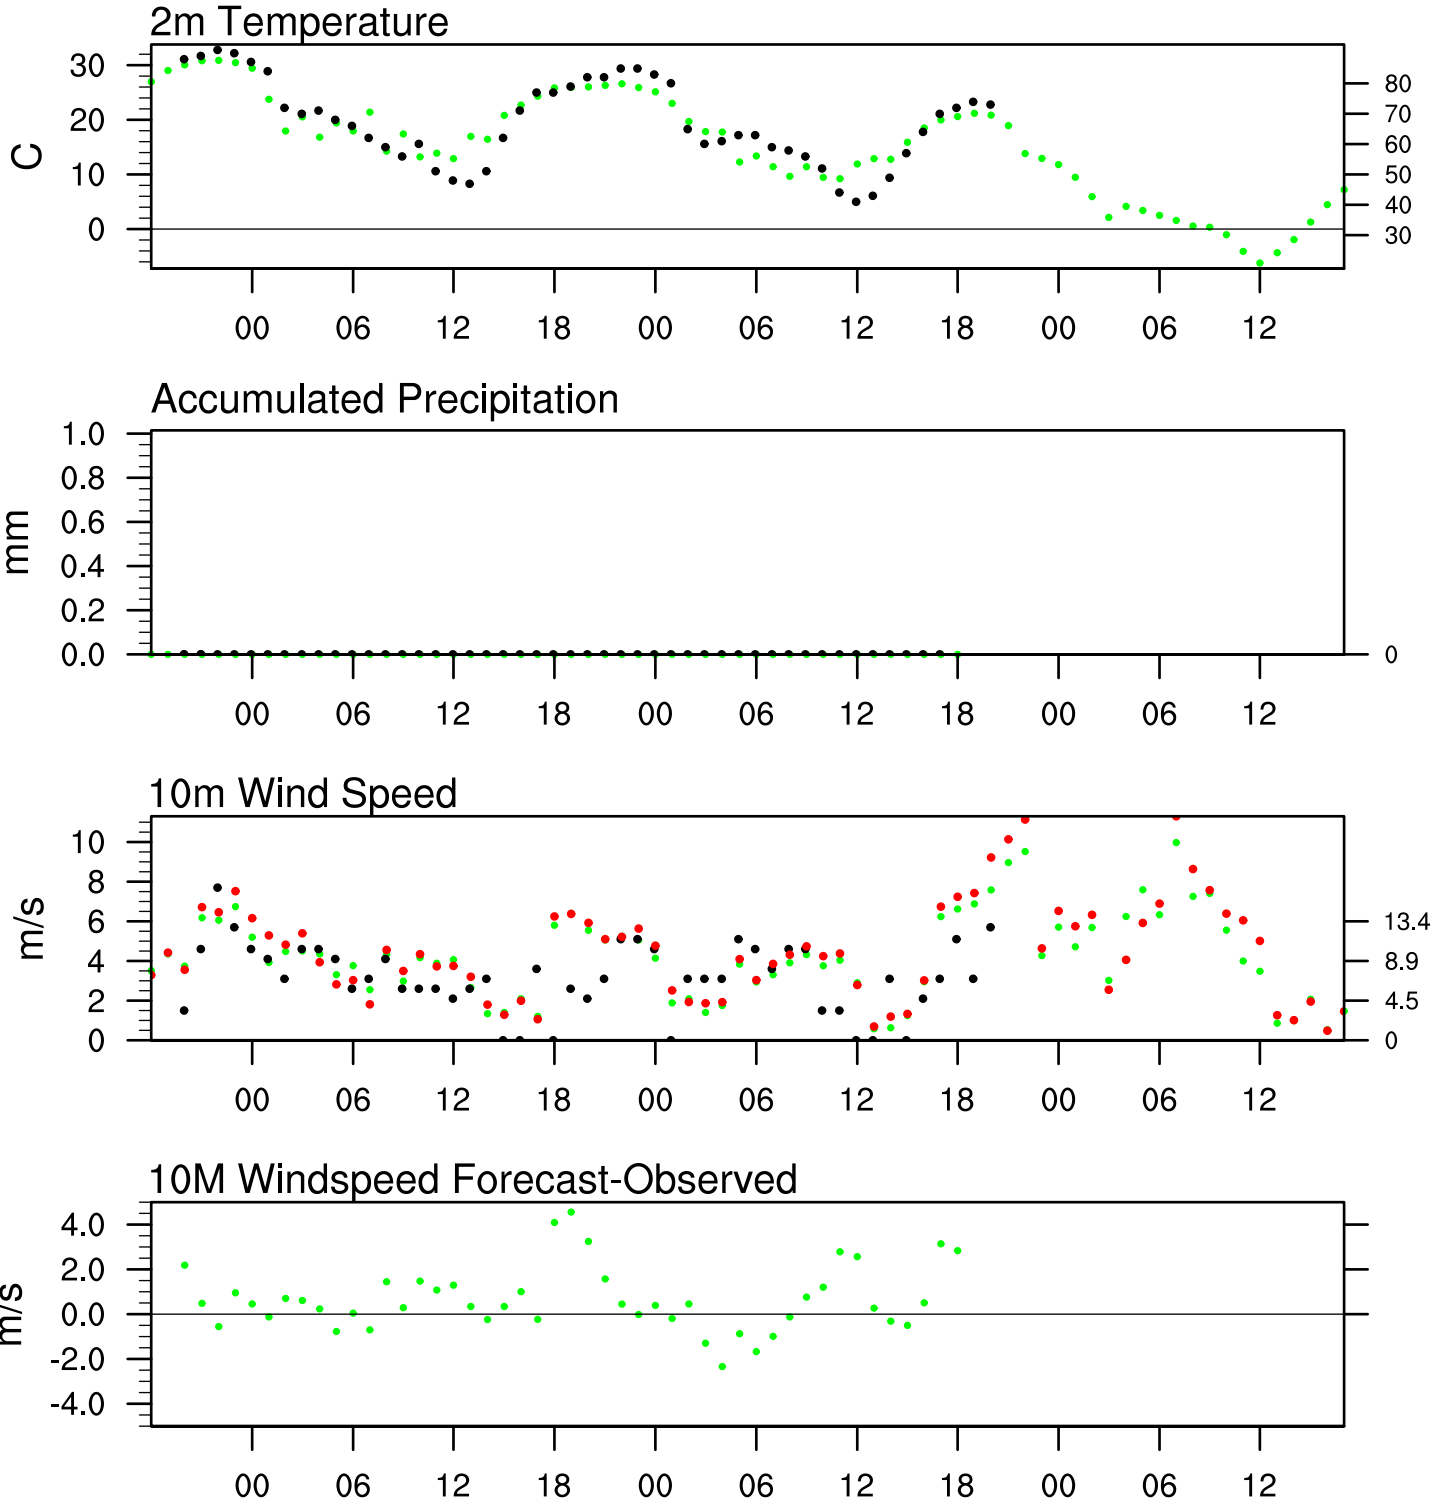 2m Temperature
30
20
10
0
C
80
70
60
50
40
30
00 06 12 18 00 06 12 18 00 06 12
Accumulated Precipitation
1.0
0.8
0.6
0.4
0.2
0.0
mm
0
00 06 12 18 00 06 12 18 00 06 12
10m Wind Speed
10
8
6
4
2
0
m/s
13.4
8.9
4.5
0
00 06 12 18 00 06 12 18 00 06 12
10M Windspeed Forecast-Observed
4.0
2.0
0.0
-2.0
-4.0
m/s
00 06 12 18 00 06 12 18 00 06 12